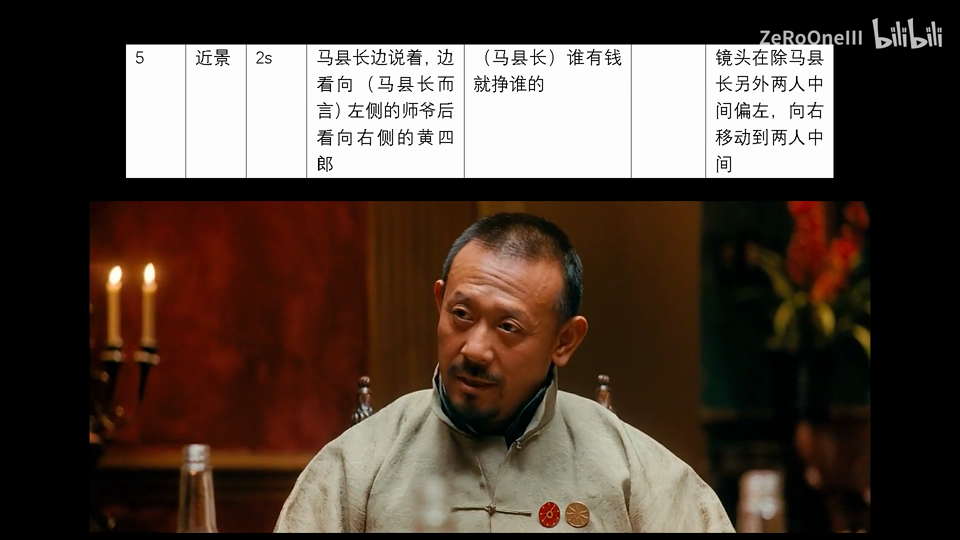 ZeRoOneIII bilibili
5
近景
2s
马县长边说着，边
看向（马县长而
言）左侧的师爷后
看向右侧的黄四
郎
（马县长）谁有钱
就挣谁的
镜头在除马县
长另外两人中
间偏左，向右
移动到两人中
间